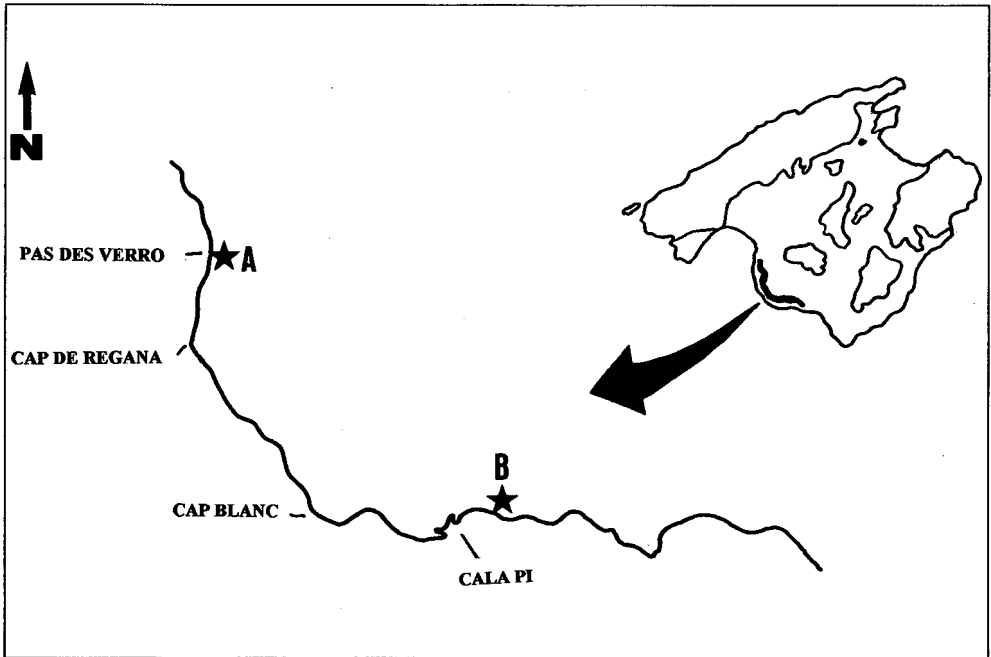 N
PAS DES VERRO
A
CAP DE REGANA
B
CAP BLANC
CALA PI